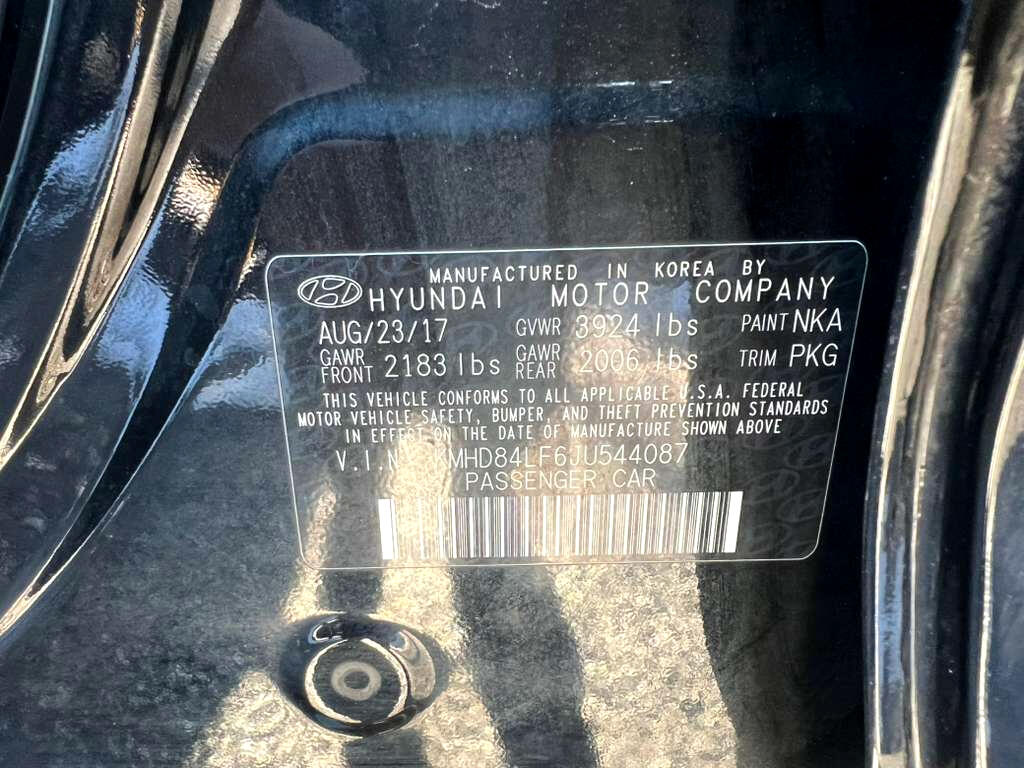 MANUFACTURED IN KOREA BY
HYUNDAI MOTOR COMPANY
AUG/23/17 GVWR 3924 lbs PAINT NKA
GAWR FRONT 2183 lbs GAWR REAR 2006 lbs TRIM PKG
THIS VEHICLE CONFORMS TO ALL APPLICABLE U.S.A. FEDERAL
MOTOR VEHICLE SAFETY, BUMPER, AND THEFT PREVENTION STANDARDS
IN EFFECT ON THE DATE OF MANUFACTURE SHOWN ABOVE
V.I.N: KMHD84LF6JU544087
PASSENGER CAR